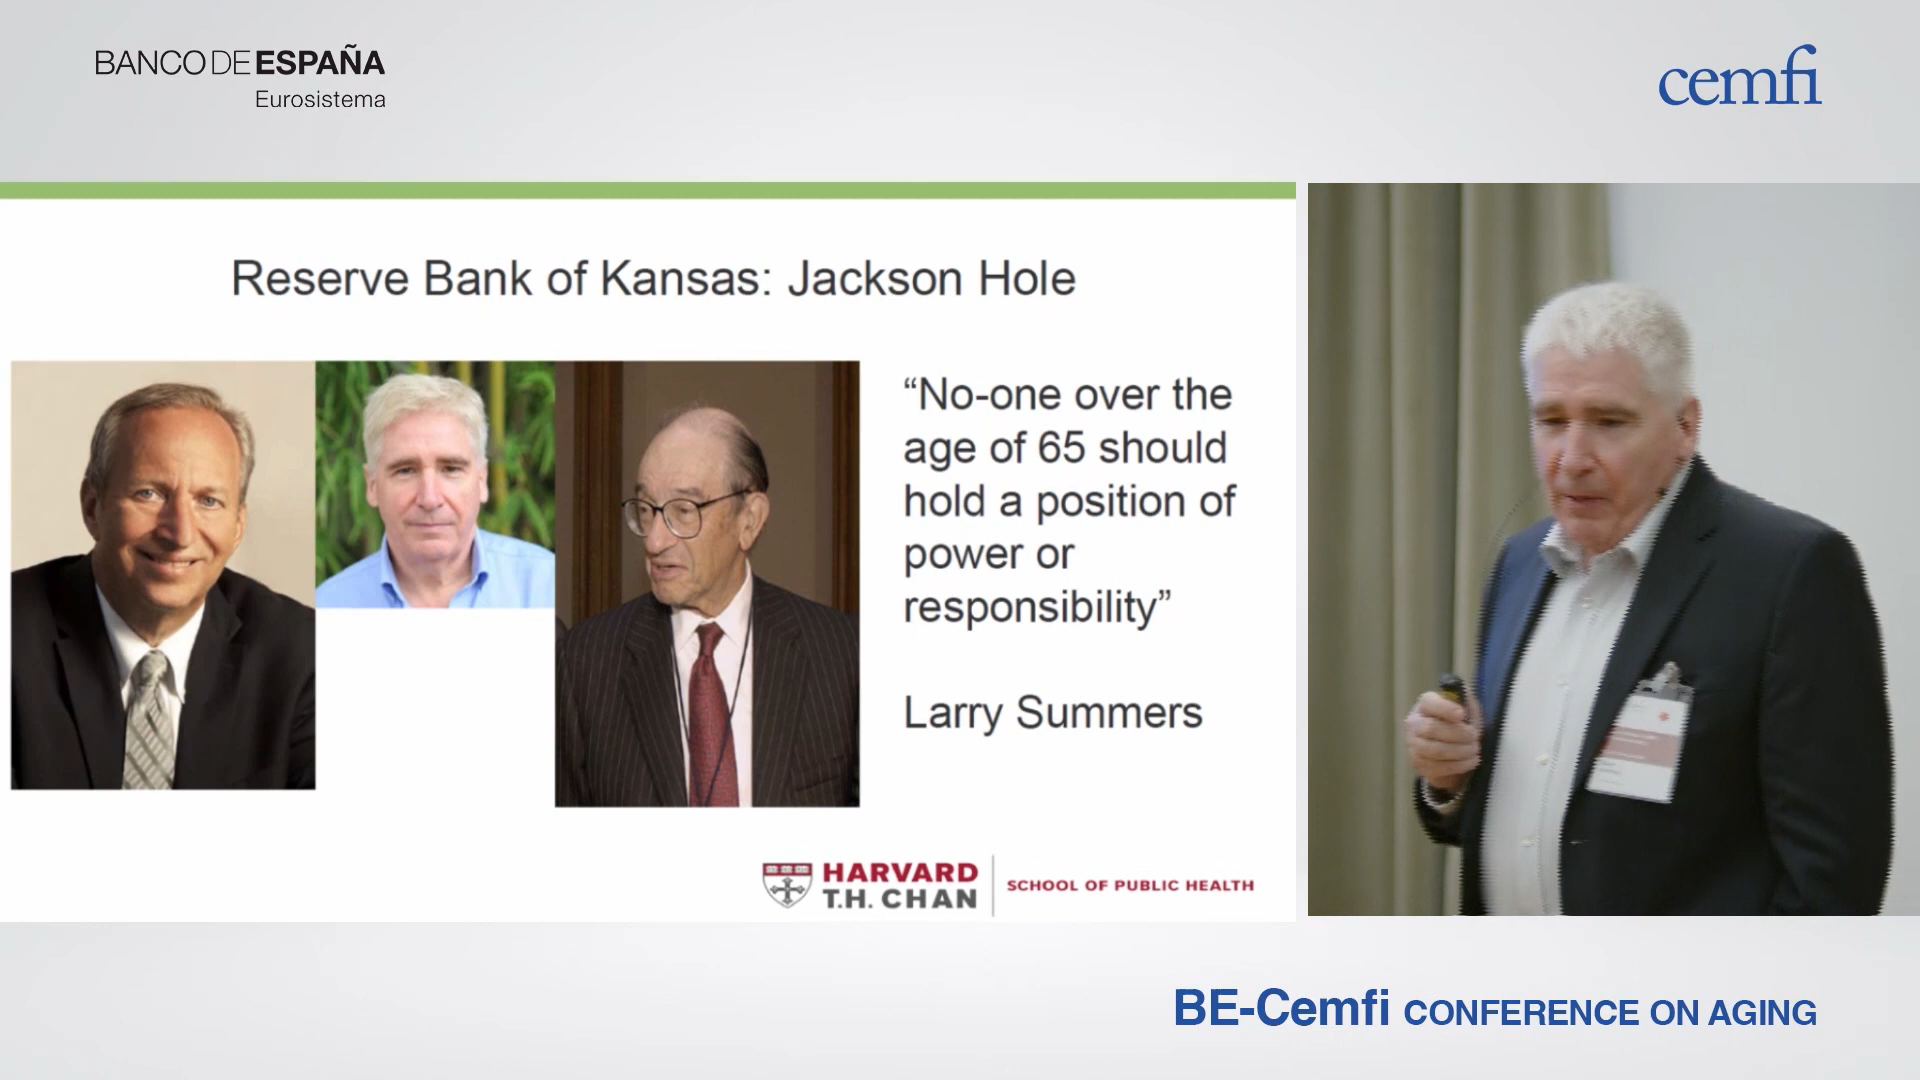 BANCO DE ESPAÑA
Eurosistema
cemfi
Reserve Bank of Kansas: Jackson Hole
“No-one over the
age of 65 should
hold a position of
power or
responsibility”
Larry Summers
HARVARD
T.H. CHAN
SCHOOL OF PUBLIC HEALTH
BE-Cemfi CONFERENCE ON AGING